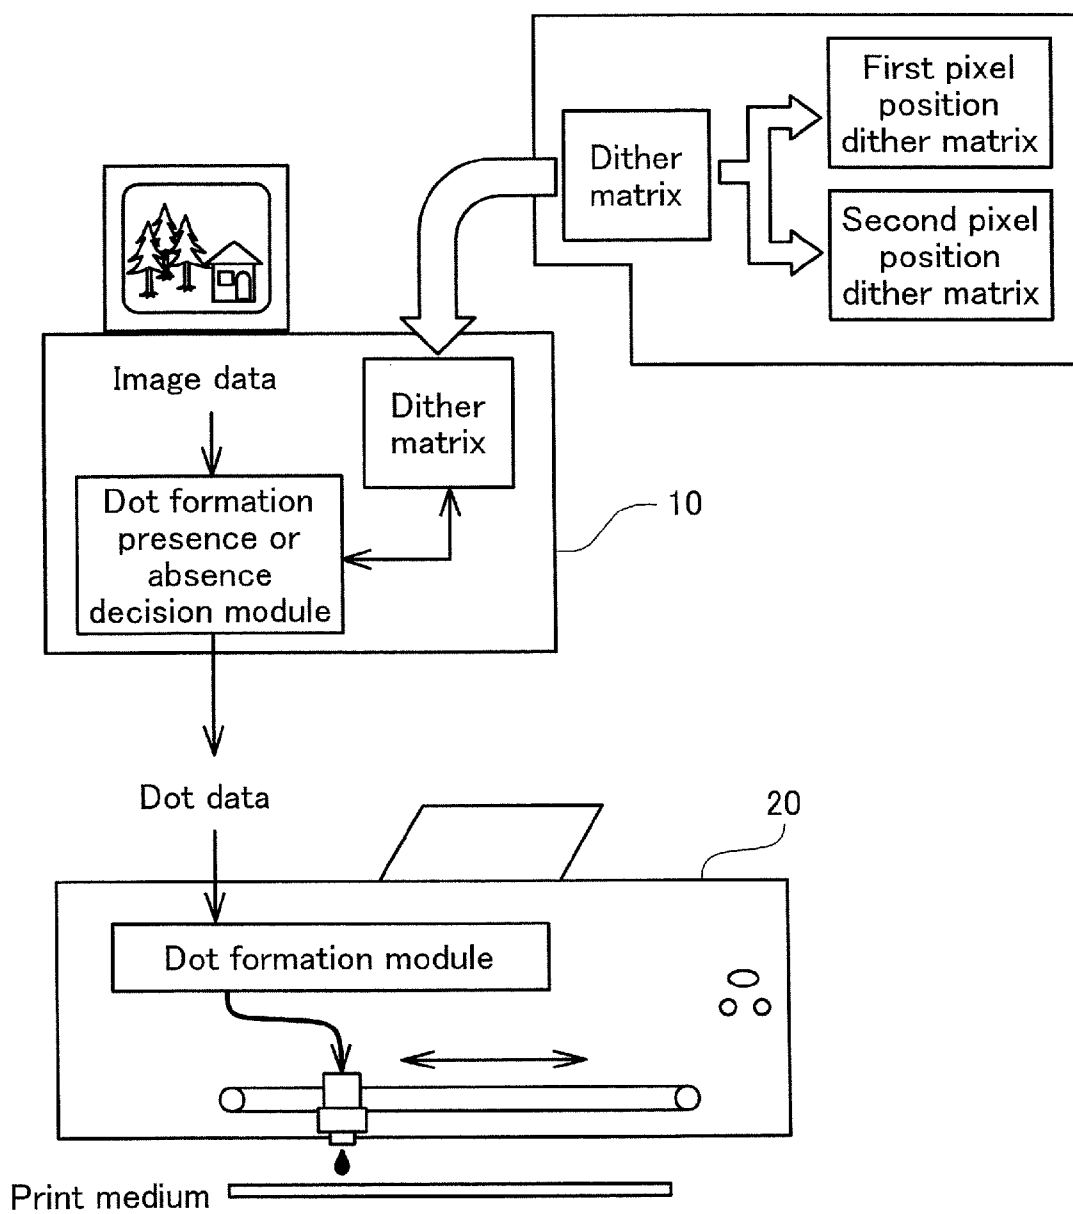 First pixel
position
dither matrix
Dither
matrix
Second pixel
position
dither matrix
Image data
Dither
matrix
Dot formation
presence or
absence
decision module
10
Dot data
20
Dot formation module
Print medium